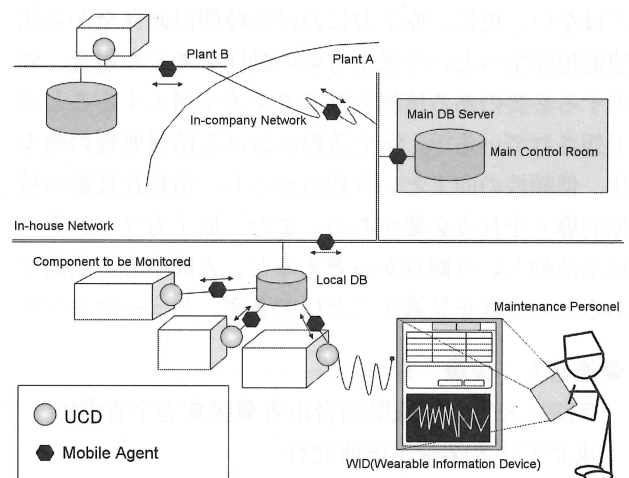 Plant B
Plant A
In-company Network
Main DB Server
Main Control Room
In-house Network
Component to be Monitored
Local DB
Maintenance Personel
UCD
Mobile Agent
WID(Wearable Information Device)